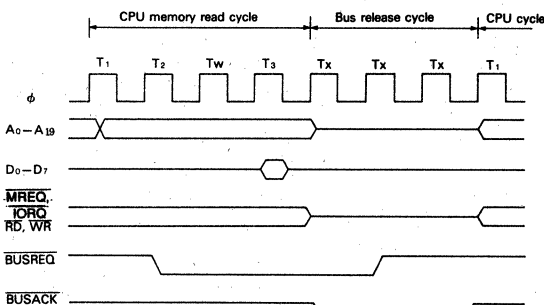 CPU memory read cycle Bus release cycle CPU cycle
T1 T2 TW T3 TX TX TX T1
ϕ
A0–A19
D0–D7
MREQ,
IORQ
RD, WR
BUSREQ
BUSACK